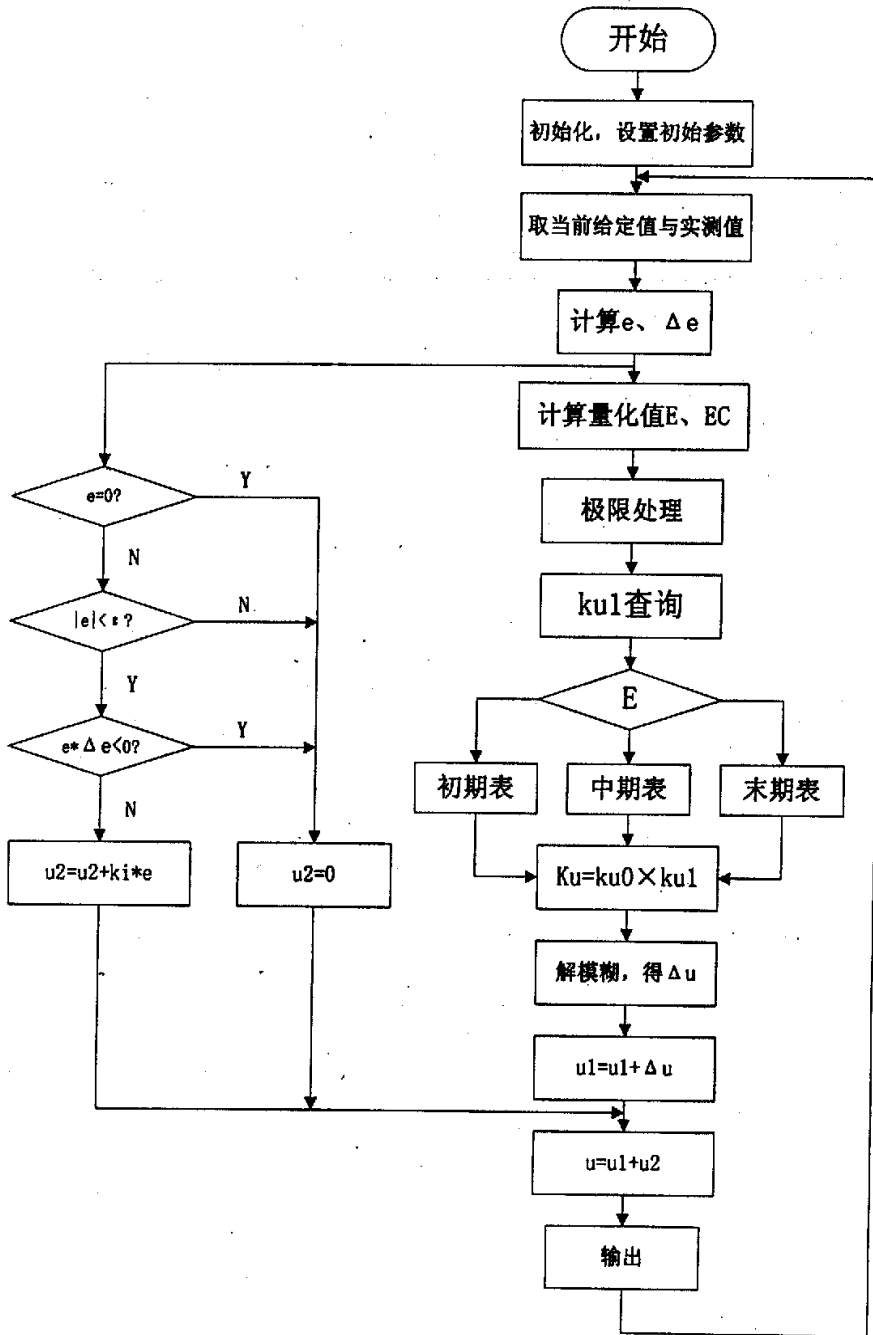 开始
初始化，设置初始参数
取当前给定值与实测值
计算e、Δe
计算量化值E、EC
e=0?
Y
极限处理
N
ku1查询
|e|<ε?
N
Y
E
e*Δe<0?
Y
初期表
中期表
末期表
N
u2=u2+ki*e
u2=0
Ku=ku0×ku1
解模糊，得Δu
u1=u1+Δu
u=u1+u2
输出